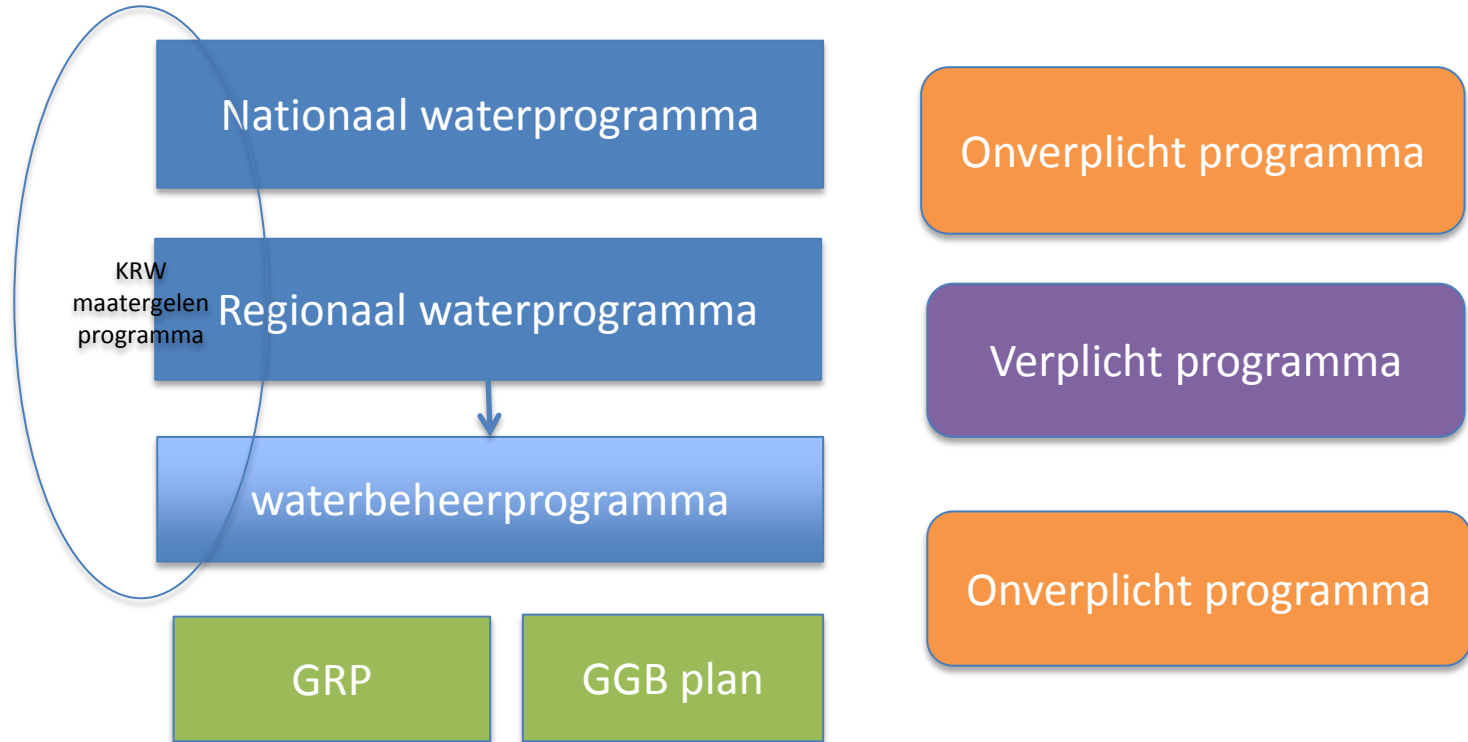 Nationaal waterprogramma
KRW
maatergelen
programma
Regionaal waterprogramma
waterbeheerprogramma
GRP
GGB plan
Onverplicht programma
Verplicht programma
Onverplicht programma